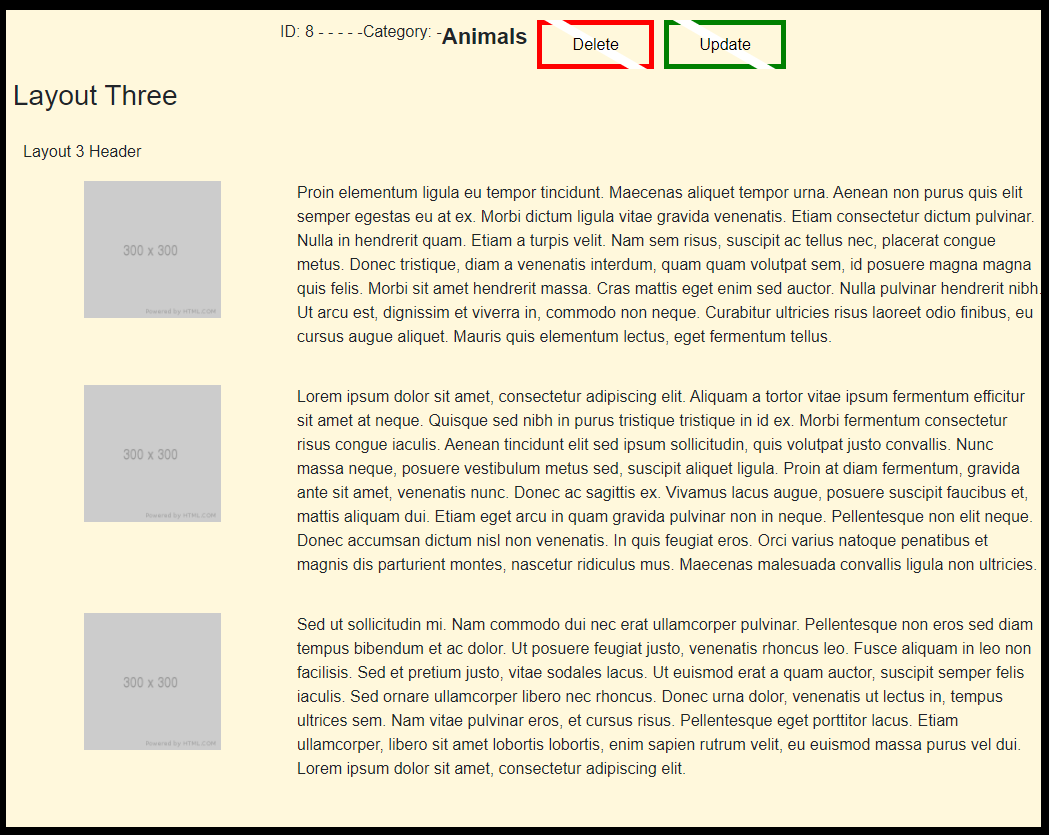 ID: 8 - - - - -Category: -Animals Delete Update
Layout Three
Layout 3 Header
300 x 300
Powered by HTML.COM
Proin elementum ligula eu tempor tincidunt. Maecenas aliquet tempor urna. Aenean non purus quis elit
semper egestas eu at ex. Morbi dictum ligula vitae gravida venenatis. Etiam consectetur dictum pulvinar.
Nulla in hendrerit quam. Etiam a turpis velit. Nam sem risus, suscipit ac tellus nec, placerat congue
metus. Donec tristique, diam a venenatis interdum, quam quam volutpat sem, id posuere magna magna
quis felis. Morbi sit amet hendrerit massa. Cras mattis eget enim sed auctor. Nulla pulvinar hendrerit nibh.
Ut arcu est, dignissim et viverra in, commodo non neque. Curabitur ultricies risus laoreet odio finibus, eu
cursus augue aliquet. Mauris quis elementum lectus, eget fermentum tellus.
300 x 300
Powered by HTML.COM
Lorem ipsum dolor sit amet, consectetur adipiscing elit. Aliquam a tortor vitae ipsum fermentum efficitur
sit amet at neque. Quisque sed nibh in purus tristique tristique in id ex. Morbi fermentum consectetur
risus congue iaculis. Aenean tincidunt elit sed ipsum sollicitudin, quis volutpat justo convallis. Nunc
massa neque, posuere vestibulum metus sed, suscipit aliquet ligula. Proin at diam fermentum, gravida
ante sit amet, venenatis nunc. Donec ac sagittis ex. Vivamus lacus augue, posuere suscipit faucibus et,
mattis aliquam dui. Etiam eget arcu in quam gravida pulvinar non in neque. Pellentesque non elit neque.
Donec accumsan dictum nisl non venenatis. In quis feugiat eros. Orci varius natoque penatibus et
magnis dis parturient montes, nascetur ridiculus mus. Maecenas malesuada convallis ligula non ultricies.
300 x 300
Powered by HTML.COM
Sed ut sollicitudin mi. Nam commodo dui nec erat ullamcorper pulvinar. Pellentesque non eros sed diam
tempus bibendum et ac dolor. Ut posuere feugiat justo, venenatis rhoncus leo. Fusce aliquam in leo non
facilisis. Sed et pretium justo, vitae sodales lacus. Ut euismod erat a quam auctor, suscipit semper felis
iaculis. Sed ornare ullamcorper libero nec rhoncus. Donec urna dolor, venenatis ut lectus in, tempus
ultrices sem. Nam vitae pulvinar eros, et cursus risus. Pellentesque eget porttitor lacus. Etiam
ullamcorper, libero sit amet lobortis lobortis, enim sapien rutrum velit, eu euismod massa purus vel dui.
Lorem ipsum dolor sit amet, consectetur adipiscing elit.